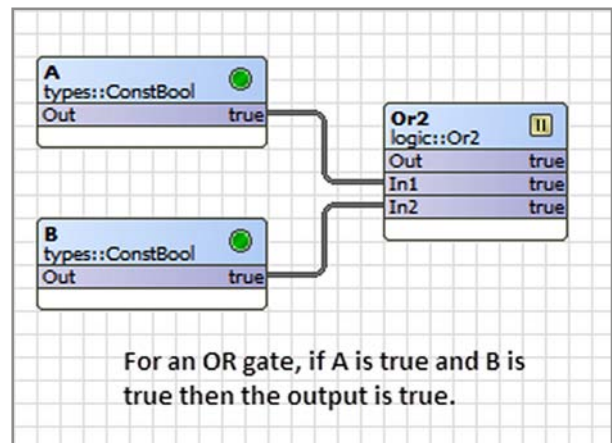 A
types::ConstBool
Out true
Or2
logic::Or2
Out true
In1 true
In2 true
B
types::ConstBool
Out true
For an OR gate, if A is true and B is
true then the output is true.